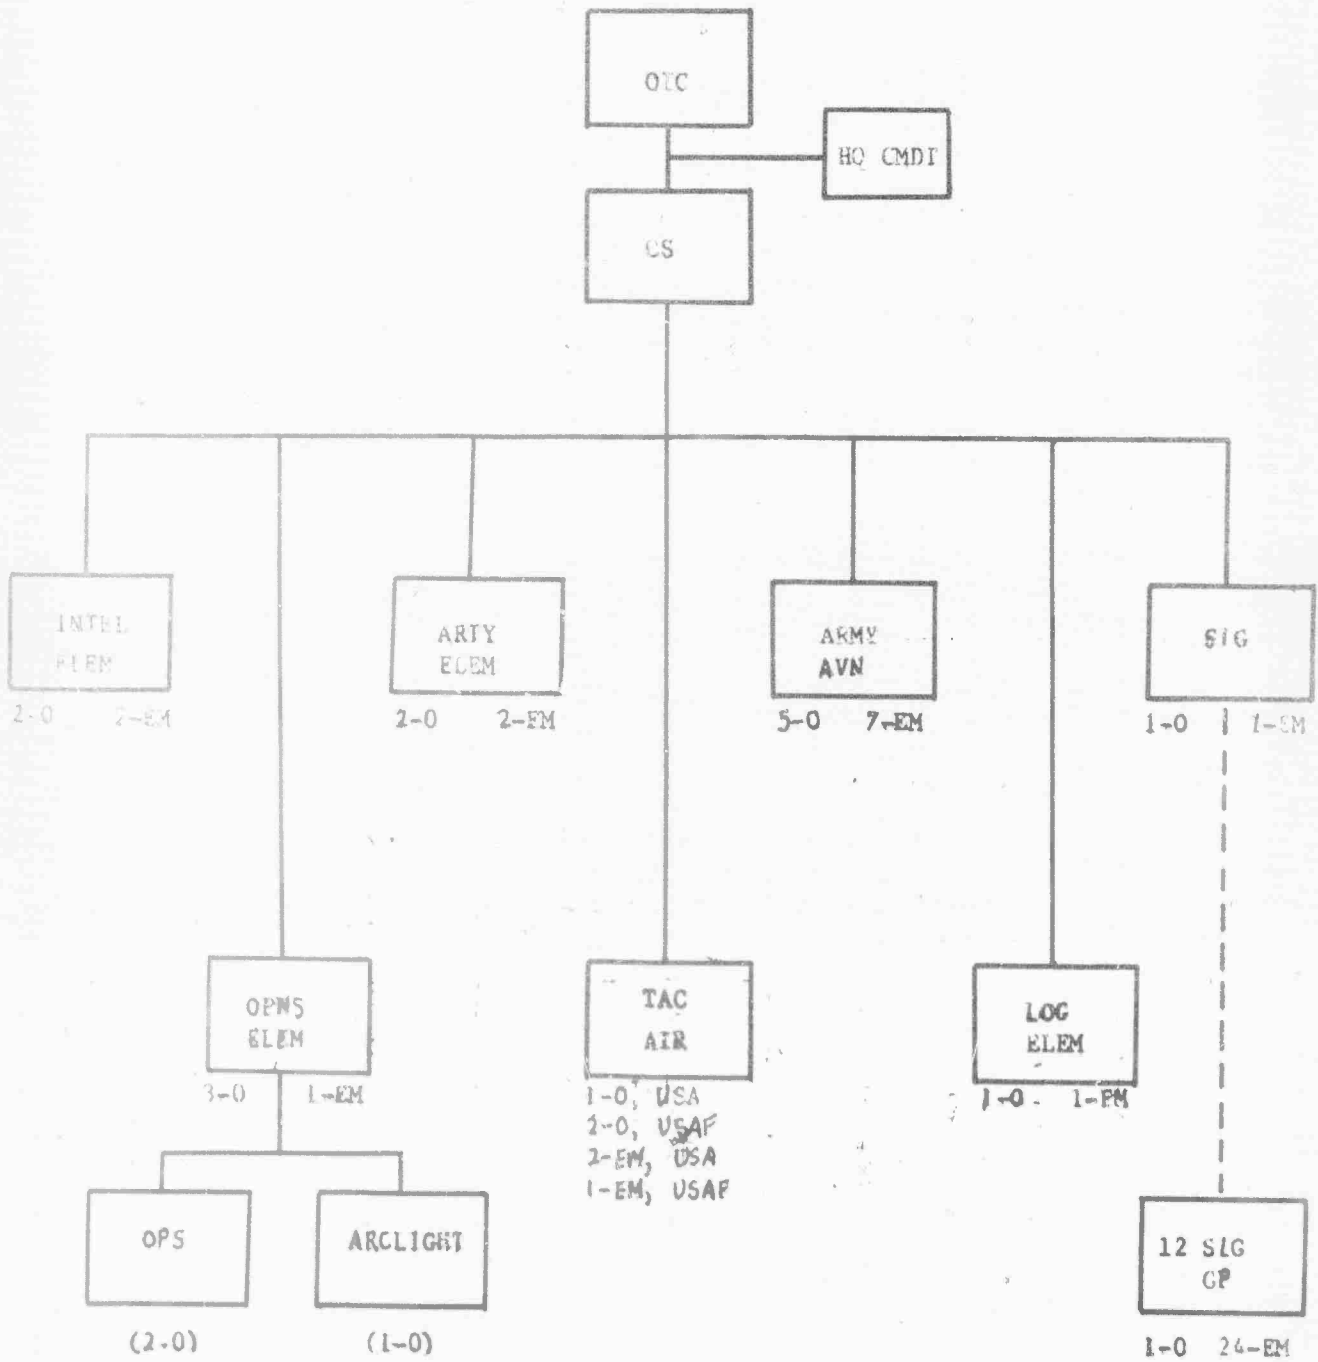 OIC
HQ CMDT
CS
INTEL
ELEM
2-0 2-EM
ARTY
ELEM
2-0 2-EM
ARMY
AVN
5-0 7-EM
SIG
1-0 1-EM
OPNS
ELEM
3-0 1-EM
TAC
AIR
1-0, USA
2-0, USAF
2-EM, USA
1-EM, USAF
LOG
ELEM
1-0 1-EM
OPS
(2-0)
ARCLIGHT
(1-0)
12 SIG
GP
1-0 24-EM